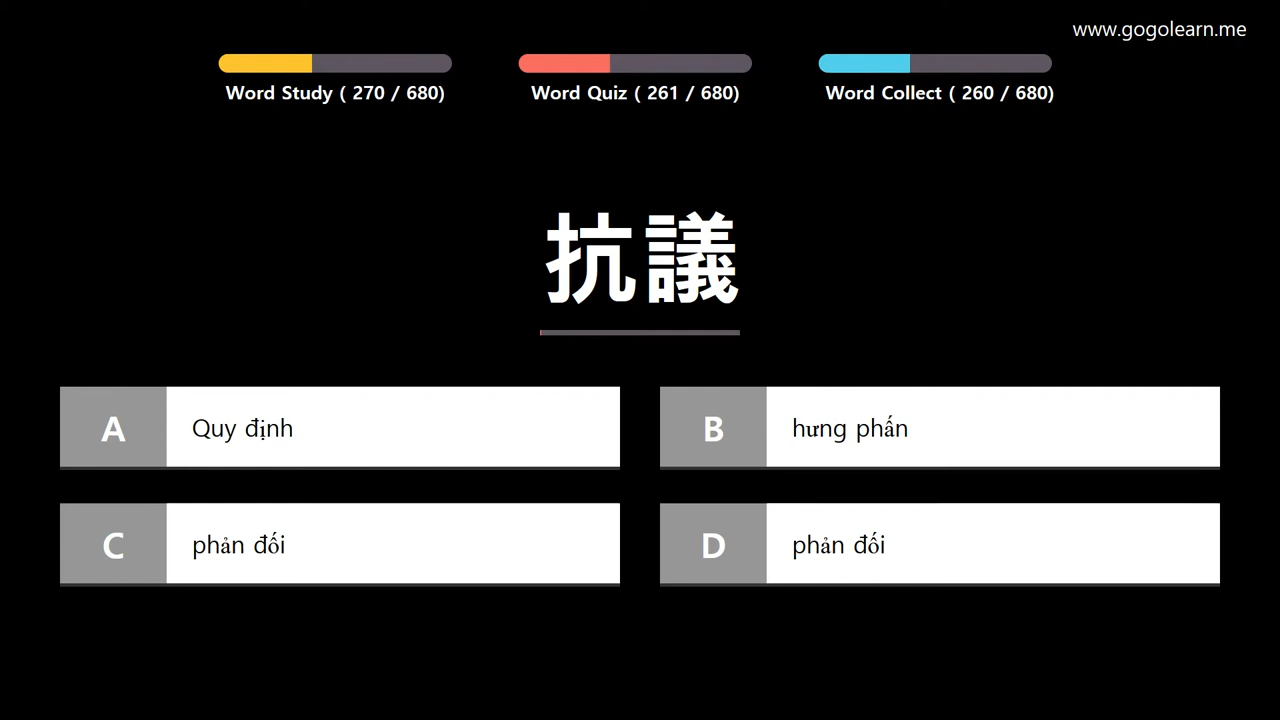 www.gogolearn.me
Word Study ( 270 / 680)
Word Quiz ( 261 / 680)
Word Collect ( 260 / 680)
抗議
A Quy định
B hưng phấn
C phản đối
D phản đối